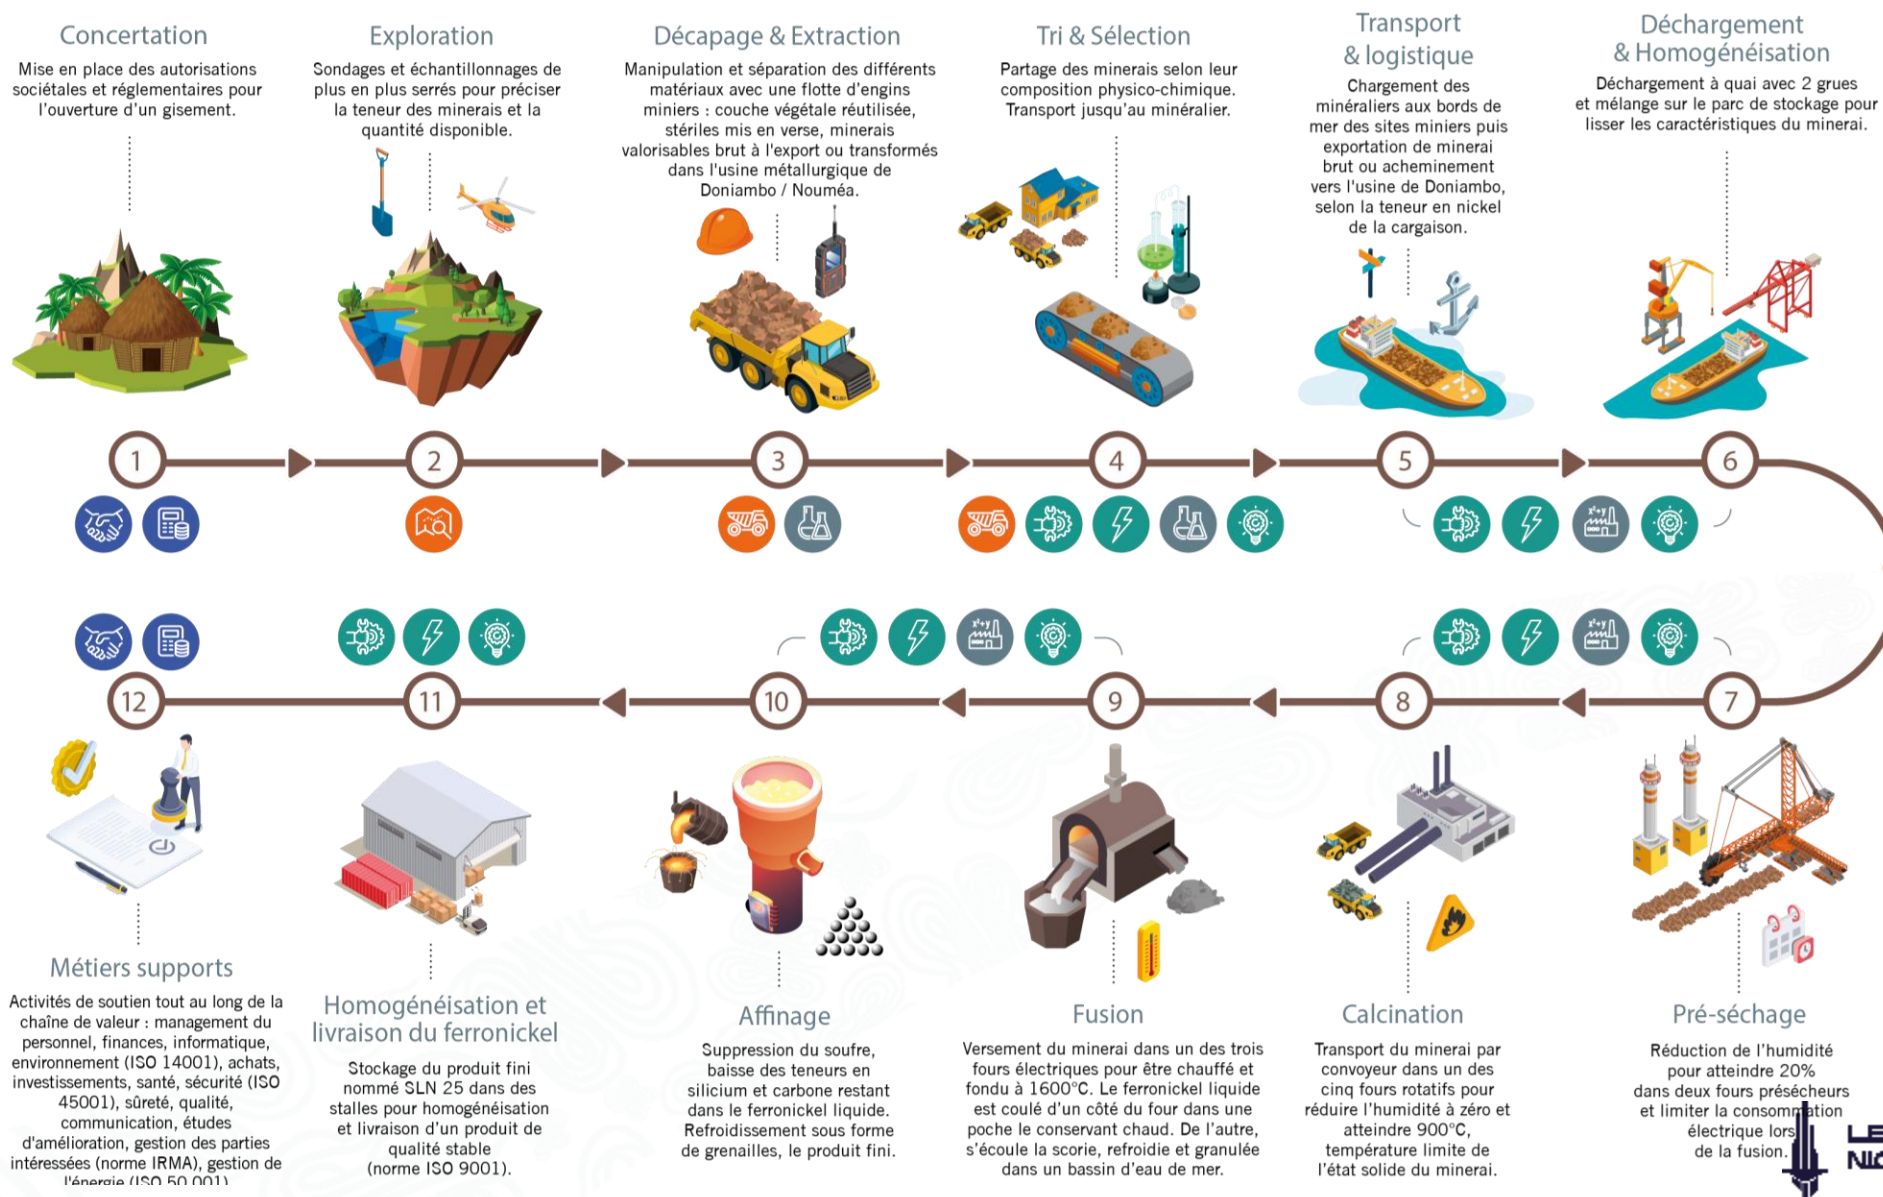 Concertation
Mise en place des autorisations
sociétales et réglementaires pour
l'ouverture d'un gisement.
Exploration
Sondages et échantillonnages de
plus en plus serrés pour préciser
la teneur des minerais et la
quantité disponible.
Décapage & Extraction
Manipulation et séparation des différents
matériaux avec une flotte d'engins
miniers : couche végétale réutilisée,
stériles mis en verse, minerais
valorisables brut à l'export ou transformés
dans l'usine métallurgique de
Doniambo / Nouméa.
Tri & Sélection
Partage des minerais selon leur
composition physico-chimique.
Transport jusqu'au minéralier.
Transport
& logistique
Chargement des
minéraliers aux bords de
mer des sites miniers puis
exportation de minerai
brut ou acheminement
vers l'usine de Doniambo,
selon la teneur en nickel
de la cargaison.
Déchargement
& Homogénéisation
Déchargement à quai avec 2 grues
et mélange sur le parc de stockage pour
lisser les caractéristiques du minerai.
1
2
3
4
5
6
x²+y
x²+y
x²+y
12
11
10
9
8
7
Métiers supports
Activités de soutien tout au long de la
chaîne de valeur : management du
personnel, finances, informatique,
environnement (ISO 14001), achats,
investissements, santé, sécurité (ISO
45001), sûreté, qualité,
communication, études
d'amélioration, gestion des parties
intéressées (norme IRMA), gestion de
l'énergie (ISO 50 001)
Homogénéisation et
livraison du ferronickel
Stockage du produit fini
nommé SLN 25 dans des
stalles pour homogénéisation
et livraison d'un produit de
qualité stable
(norme ISO 9001).
Affinage
Suppression du soufre,
baisse des teneurs en
silicium et carbone restant
dans le ferronickel liquide.
Refroidissement sous forme
de grenailles, le produit fini.
Fusion
Versement du minerai dans un des trois
fours électriques pour être chauffé et
fondu à 1600°C. Le ferronickel liquide
est coulé d'un côté du four dans une
poche le conservant chaud. De l'autre,
s'écoule la scorie, refroidie et granulée
dans un bassin d'eau de mer.
Calcination
Transport du minerai par
convoyeur dans un des
cinq fours rotatifs pour
réduire l'humidité à zéro et
atteindre 900°C,
température limite de
l'état solide du minerai.
Pré-séchage
Réduction de l'humidité
pour atteindre 20%
dans deux fours présécheurs
et limiter la consommation
électrique lors
de la fusion.
LE